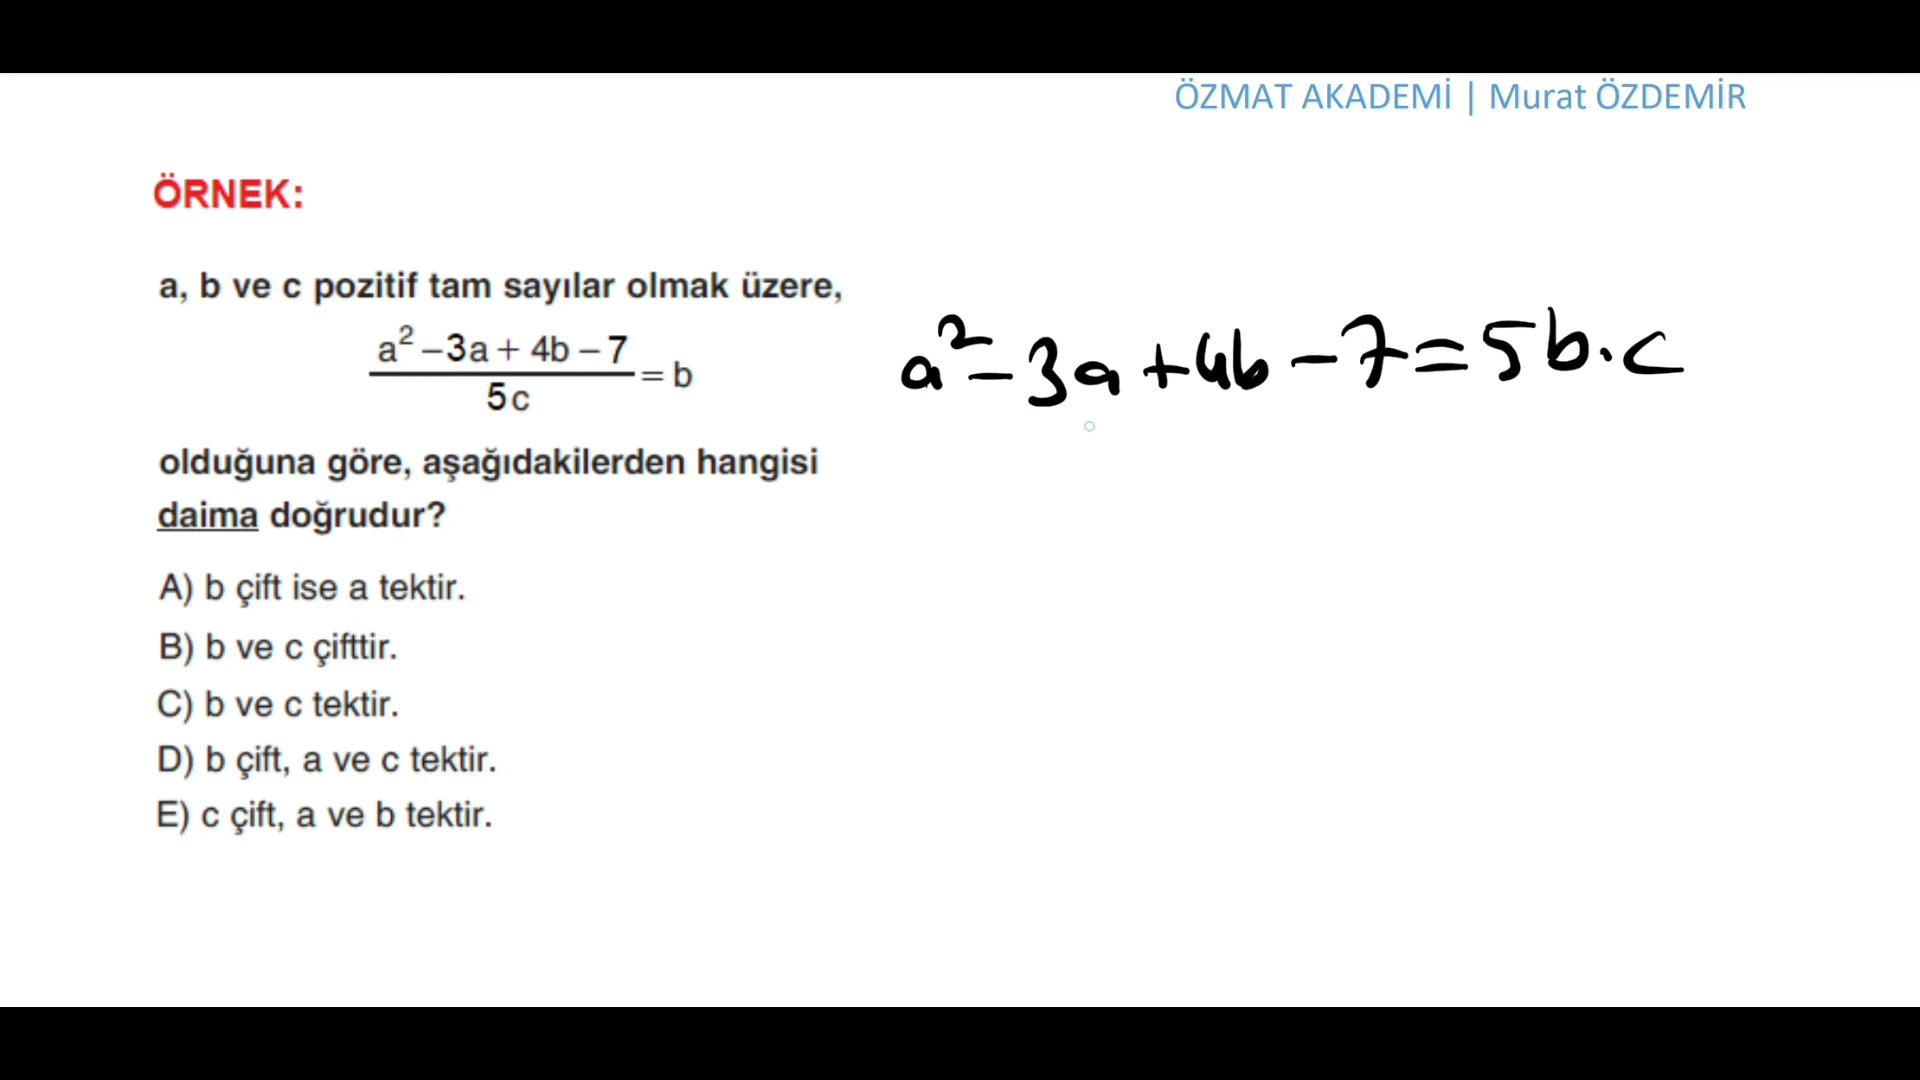 ÖZMAT AKADEMİ | Murat ÖZDEMİR
ÖRNEK:
a, b ve c pozitif tam sayılar olmak üzere,
(a² – 3a + 4b – 7) / 5c = b
a² – 3a + 4b – 7 = 5b·c
olduğuna göre, aşağıdakilerden hangisi
daima doğrudur?
A) b çift ise a tektir.
B) b ve c çifttir.
C) b ve c tektir.
D) b çift, a ve c tektir.
E) c çift, a ve b tektir.